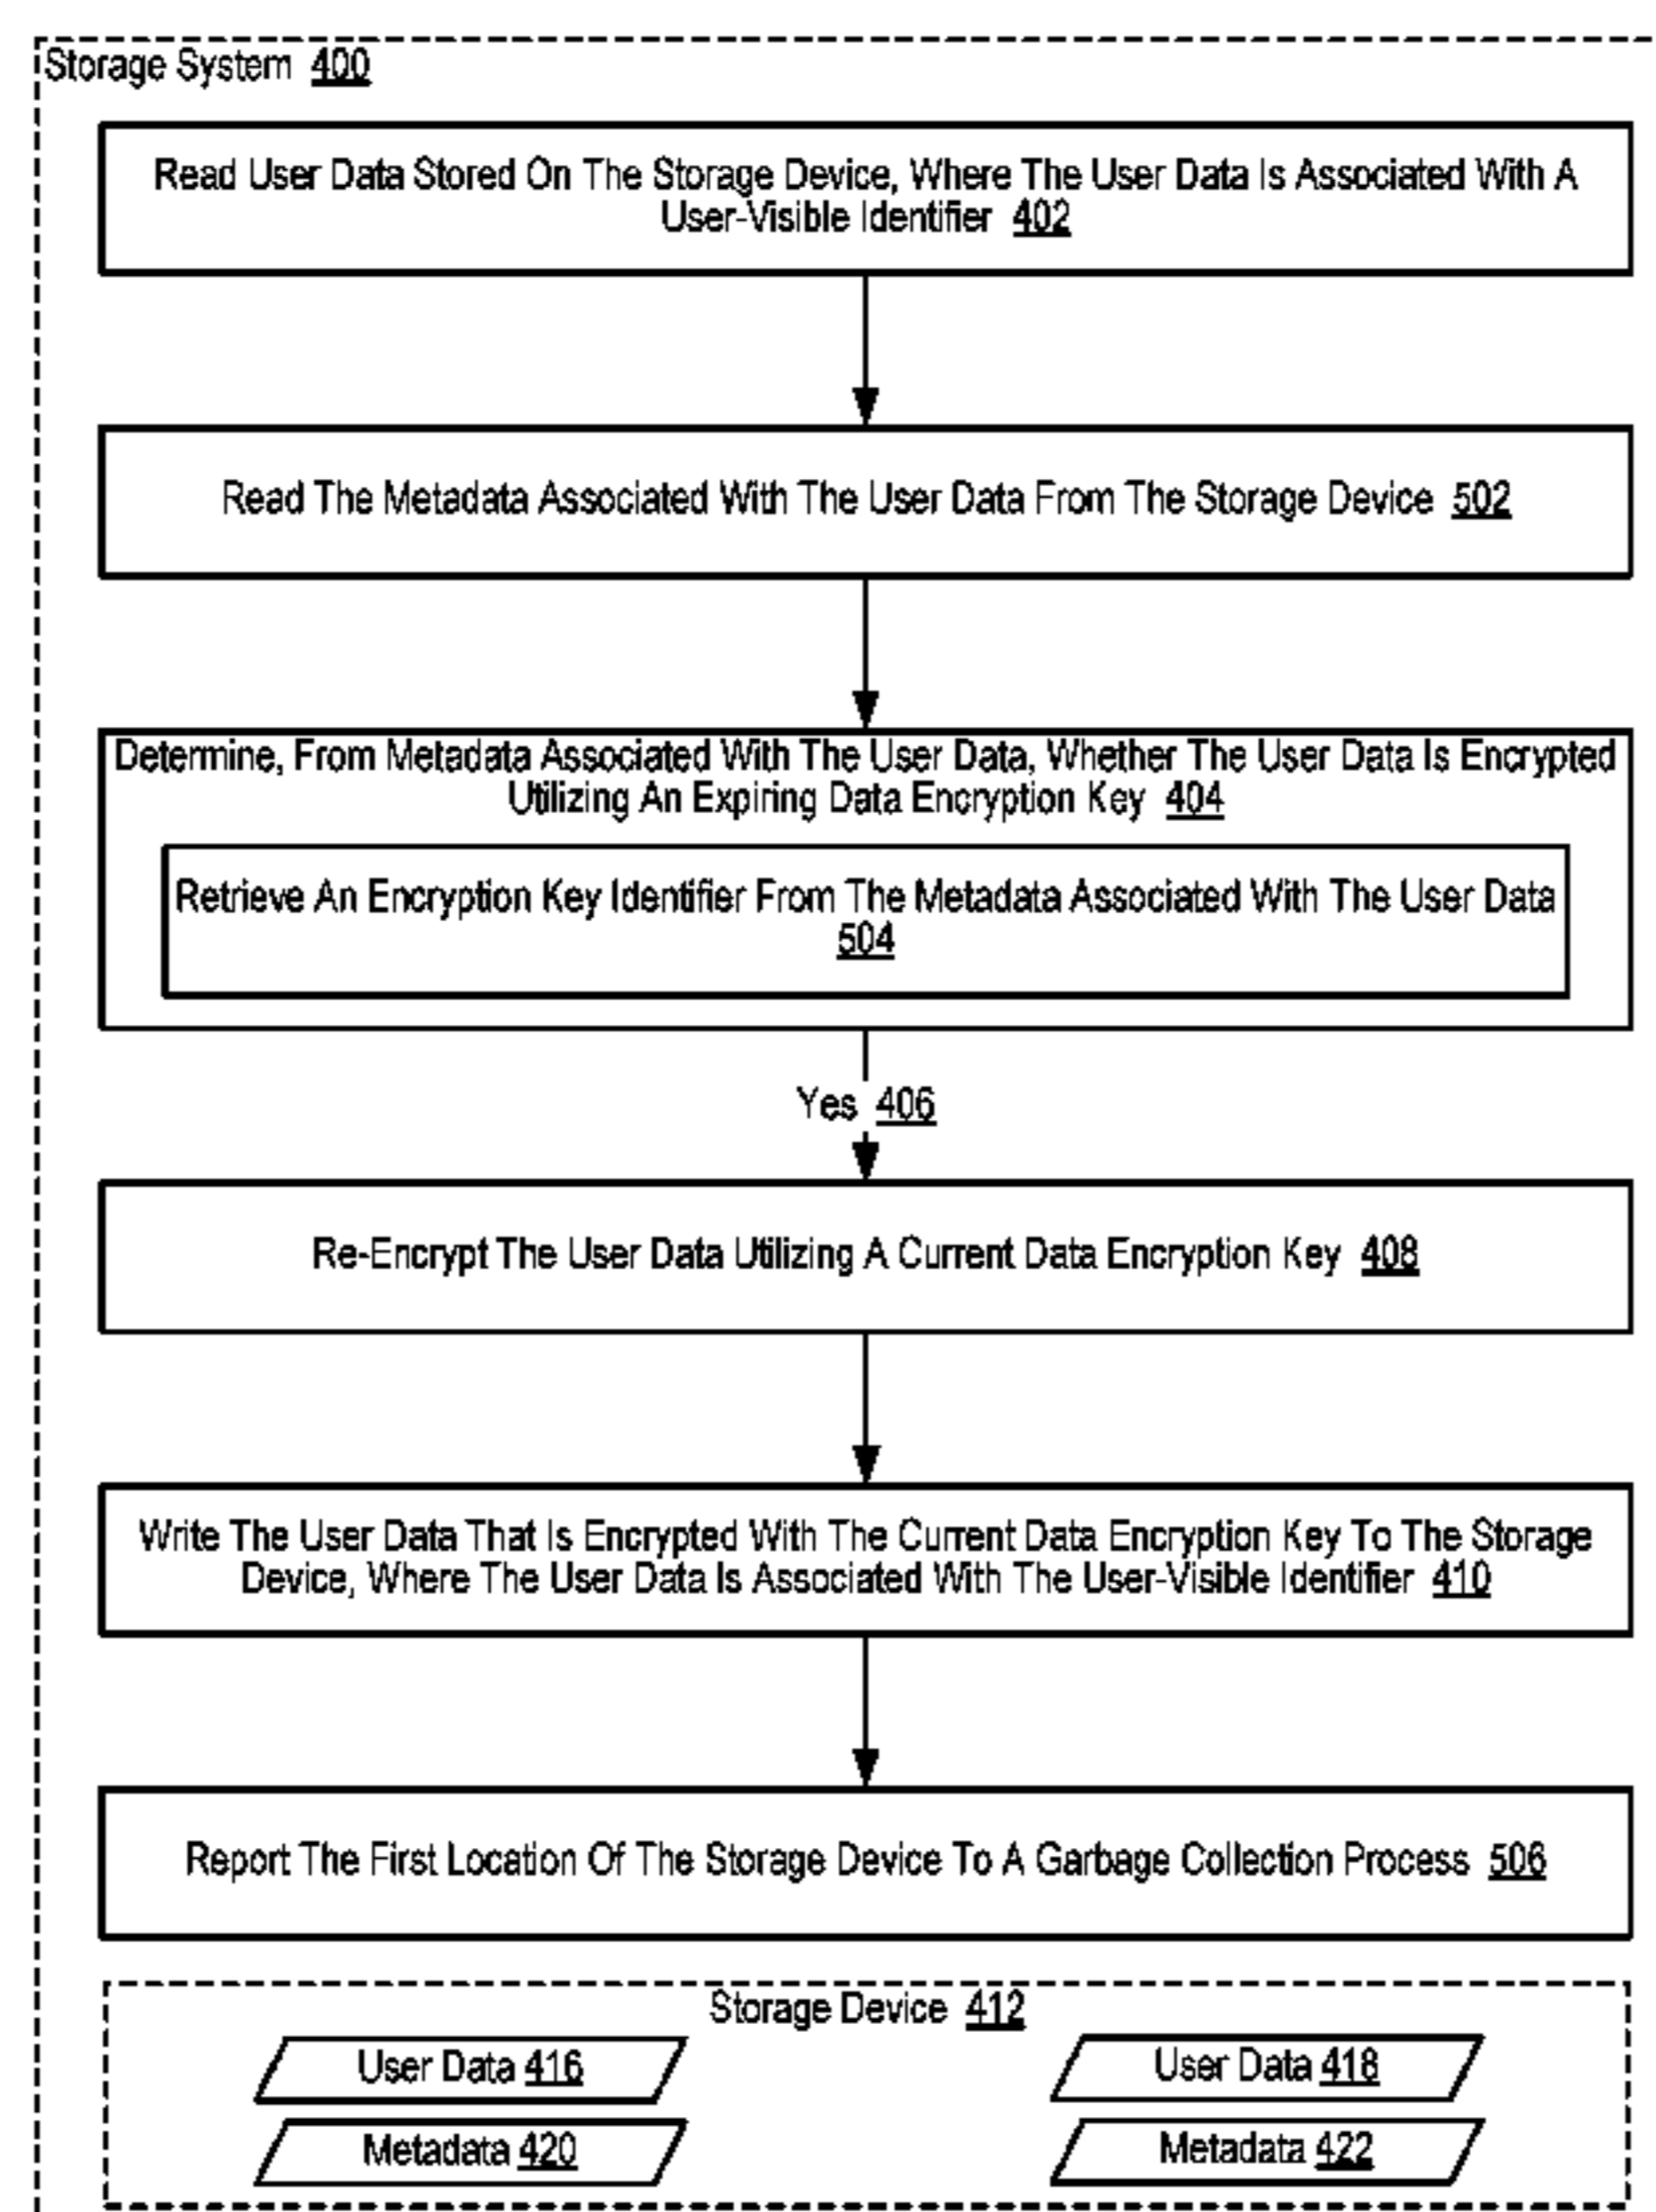 Storage System 400
Read User Data Stored On The Storage Device, Where The User Data Is Associated With A
User-Visible Identifier 402
Read The Metadata Associated With The User Data From The Storage Device 502
Determine, From Metadata Associated With The User Data, Whether The User Data Is Encrypted
Utilizing An Expiring Data Encryption Key 404
Retrieve An Encryption Key Identifier From The Metadata Associated With The User Data
504
Yes 406
Re-Encrypt The User Data Utilizing A Current Data Encryption Key 408
Write The User Data That Is Encrypted With The Current Data Encryption Key To The Storage
Device, Where The User Data Is Associated With The User-Visible Identifier 410
Report The First Location Of The Storage Device To A Garbage Collection Process 506
Storage Device 412
User Data 416
User Data 418
Metadata 420
Metadata 422